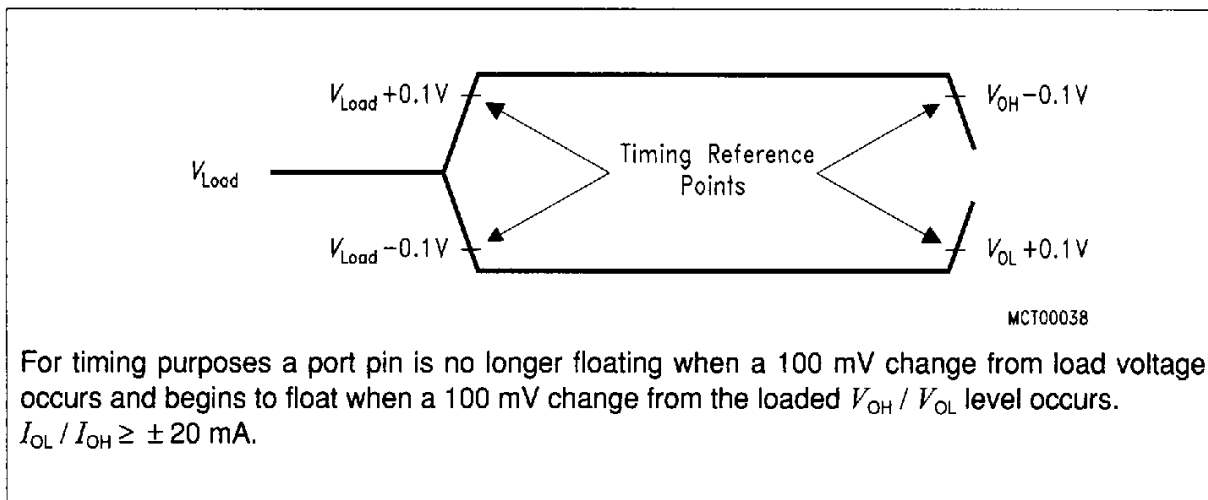 V_Load +0.1V
V_OH −0.1V
Timing Reference
Points
V_Load
V_Load −0.1V
V_OL +0.1V
MCT00038
For timing purposes a port pin is no longer floating when a 100 mV change from load voltage
occurs and begins to float when a 100 mV change from the loaded V_OH / V_OL level occurs.
I_OL / I_OH ≥ ± 20 mA.